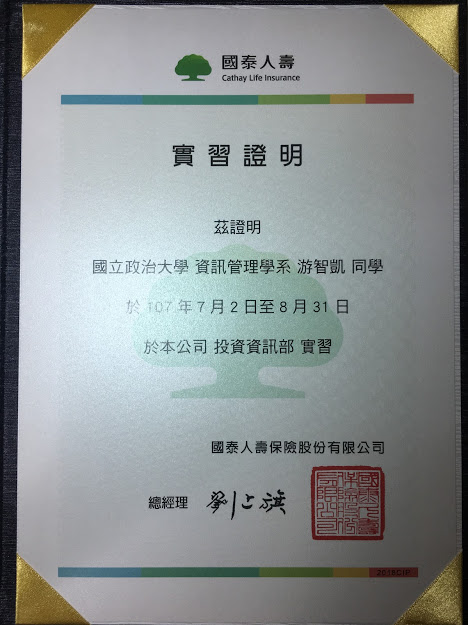 國泰人壽
Cathay Life Insurance
實習證明
茲證明
國立政治大學 資訊管理學系 游智凱 同學
於 107 年 7 月 2 日至 8 月 31 日
於本公司 投資資訊部 實習
國泰人壽保險股份有限公司
總經理 劉上旗
2018CIP